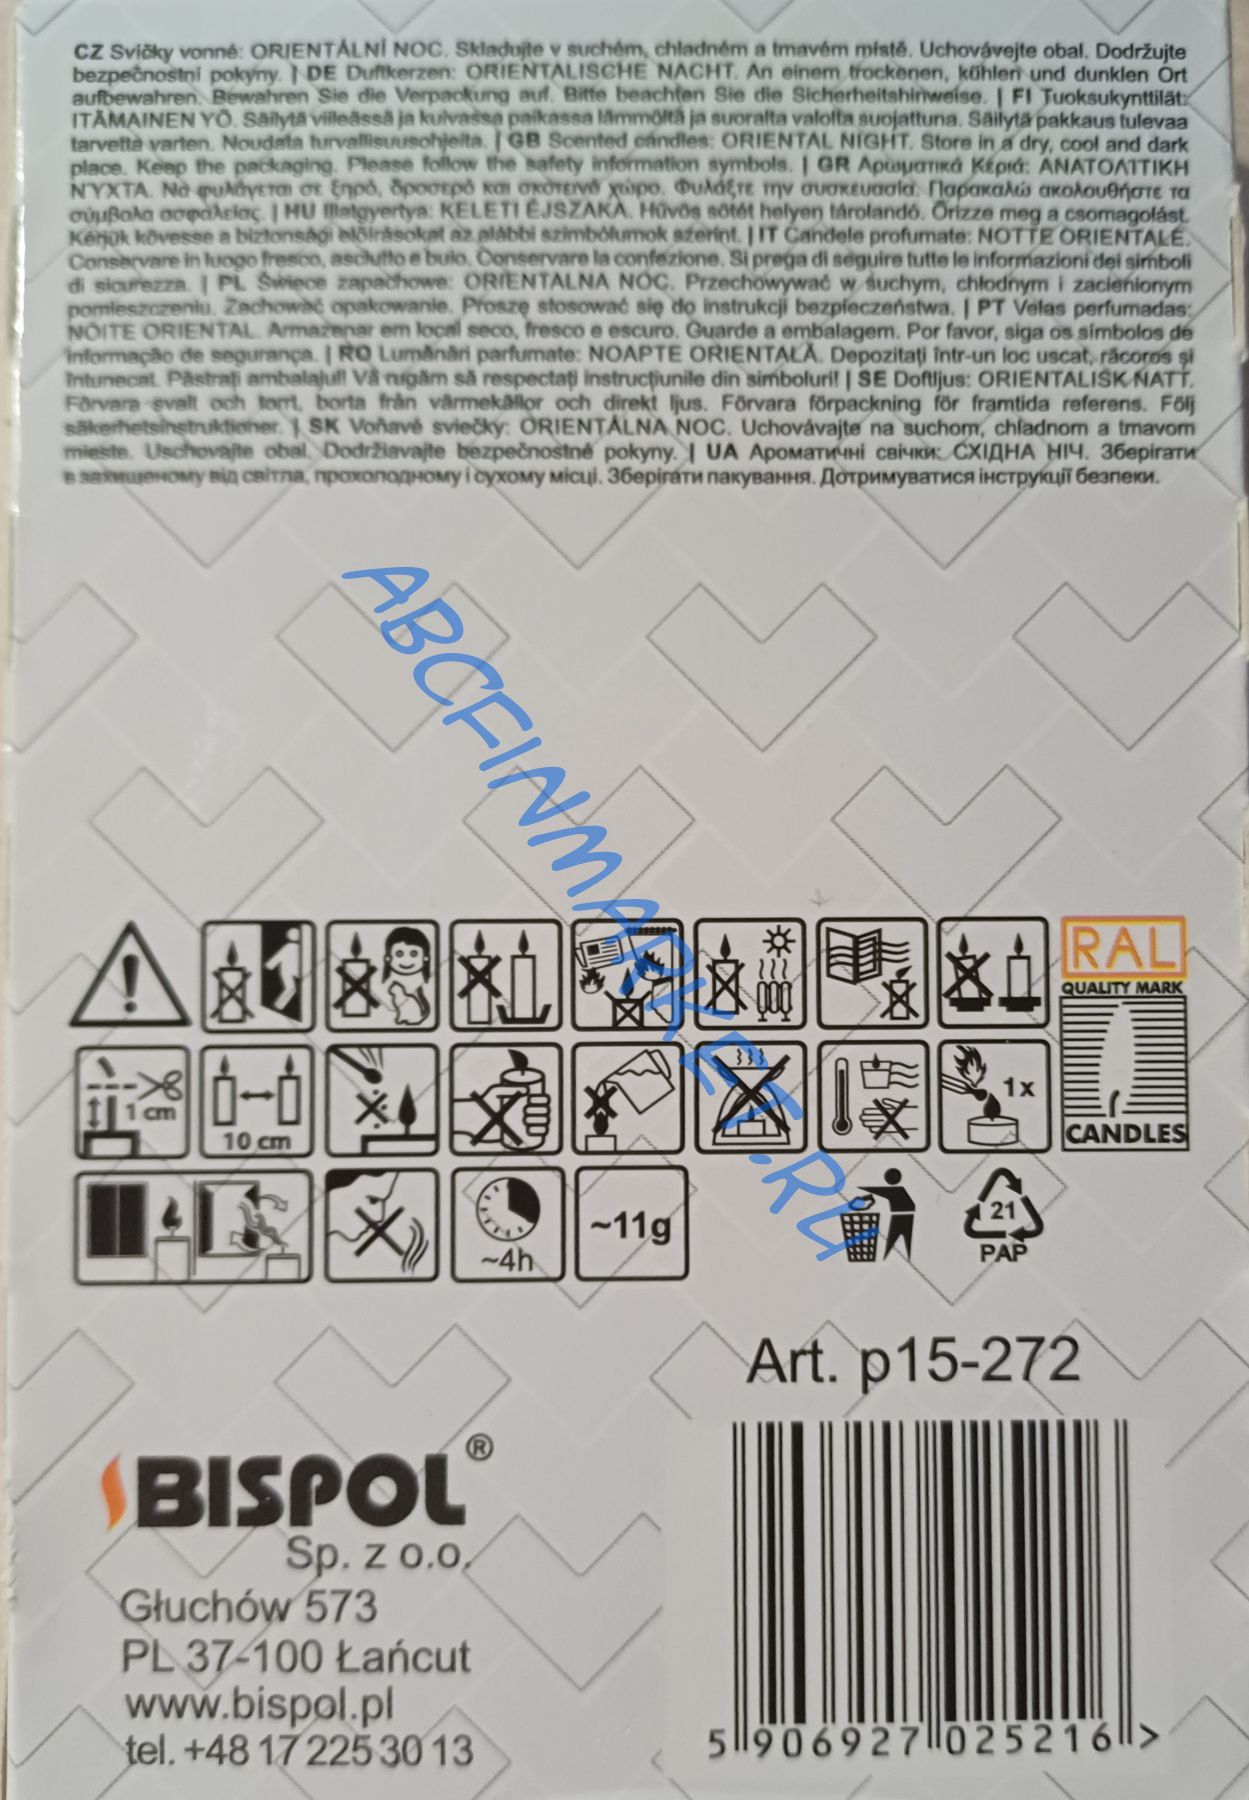 CZ Svíčky vonné: ORIENTÁLNÍ NOC. Skladujte v suchém, chladném a tmavém místě. Uchovávejte obal. Dodržujte
bezpečnostní pokyny. | DE Duftkerzen: ORIENTALISCHE NACHT. An einem trockenen, kühlen und dunklen Ort
aufbewahren. Bewahren Sie die Verpackung auf. Bitte beachten Sie die Sicherheitshinweise. | FI Tuoksukynttilät:
ITÄMAINEN YÖ. Säilytä viileässä ja kuivassa paikassa lämmöltä ja suoralta valolta suojattuna. Säilytä pakkaus tulevaa
tarvetta varten. Noudata turvallisuusohjeita. | GB Scented candles: ORIENTAL NIGHT. Store in a dry, cool and dark
place. Keep the packaging. Please follow the safety information symbols. | GR Αρωματικά Κεριά: ΑΝΑΤΟΛΙΤΙΚΗ
ΝΎΧΤΑ. Να φυλάγεται σε ξηρό, δροσερό και σκοτεινό χώρο. Φυλάξτε την συσκευασία. Παρακαλώ ακολουθήστε τα
σύμβολα ασφάλειας. | HU Illatgyertya: KELETI ÉJSZAKA. Hűvös sötét helyen tárolandó. Őrizze meg a csomagolást.
Kérjük kövesse a biztonsági előírásokat az alábbi szimbólumok szerint. | IT Candele profumate: NOTTE ORIENTALE.
Conservare in luogo fresco, asciutto e buio. Conservare la confezione. Si prega di seguire tutte le informazioni dei simboli
di sicurezza. | PL Świece zapachowe: ORIENTALNA NOC. Przechowywać w suchym, chłodnym i zacienionym
pomieszczeniu. Zachować opakowanie. Proszę stosować się do instrukcji bezpieczeństwa. | PT Velas perfumadas:
NOITE ORIENTAL. Armazenar em local seco, fresco e escuro. Guarde a embalagem. Por favor, siga os símbolos de
informação de segurança. | RO Lumânări parfumate: NOAPTE ORIENTALĂ. Depozitați într-un loc uscat, răcoros și
întunecat. Păstrați ambalajul! Vă rugăm să respectați instrucțiunile din simboluri! | SE Doftljus: ORIENTALISK NATT.
Förvara svalt och torrt, borta från värmekällor och direkt ljus. Förvara förpackning för framtida referens. Följ
säkerhetsinstruktioner. | SK Voňavé sviečky: ORIENTÁLNA NOC. Uchovávajte na suchom, chladnom a tmavom
mieste. Uschovajte obal. Dodržiavajte bezpečnostné pokyny. | UA Ароматичні свічки: СХІДНА НІЧ. Зберігати
в захищеному від світла, прохолодному і сухому місці. Зберігати пакування. Дотримуватися інструкції безпеки.
ABCFINMARKET.RU
RAL
QUALITY MARK
CANDLES
1 cm
10 cm
1x
~4h
~11g
21
PAP
Art. p15-272
BISPOL®
Sp. z o.o.
Głuchów 573
PL 37-100 Łańcut
www.bispol.pl
tel. +48 17 225 30 13
5 906927 025216 >